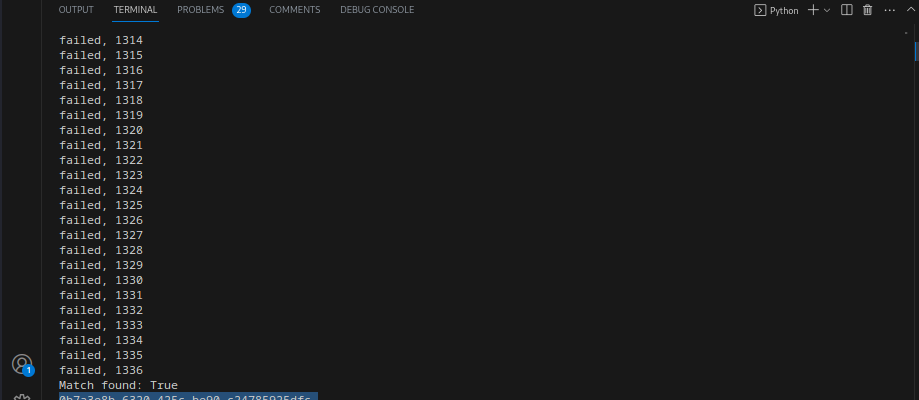 OUTPUT TERMINAL PROBLEMS 29 COMMENTS DEBUG CONSOLE Python
failed, 1314
failed, 1315
failed, 1316
failed, 1317
failed, 1318
failed, 1319
failed, 1320
failed, 1321
failed, 1322
failed, 1323
failed, 1324
failed, 1325
failed, 1326
failed, 1327
failed, 1328
failed, 1329
failed, 1330
failed, 1331
failed, 1332
failed, 1333
failed, 1334
failed, 1335
failed, 1336
1
Match found: True